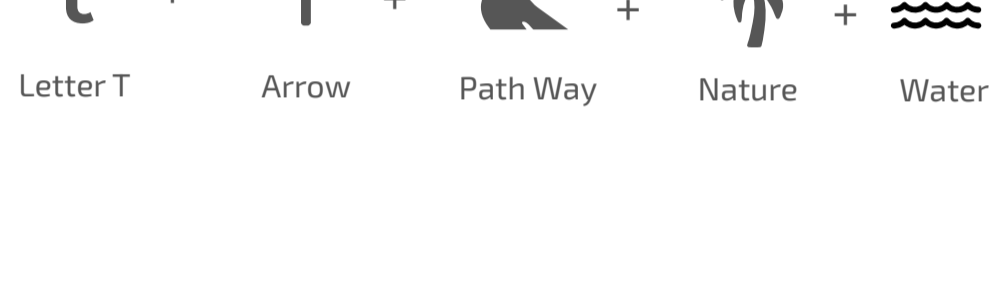 t + + + +
Letter T Arrow Path Way Nature Water